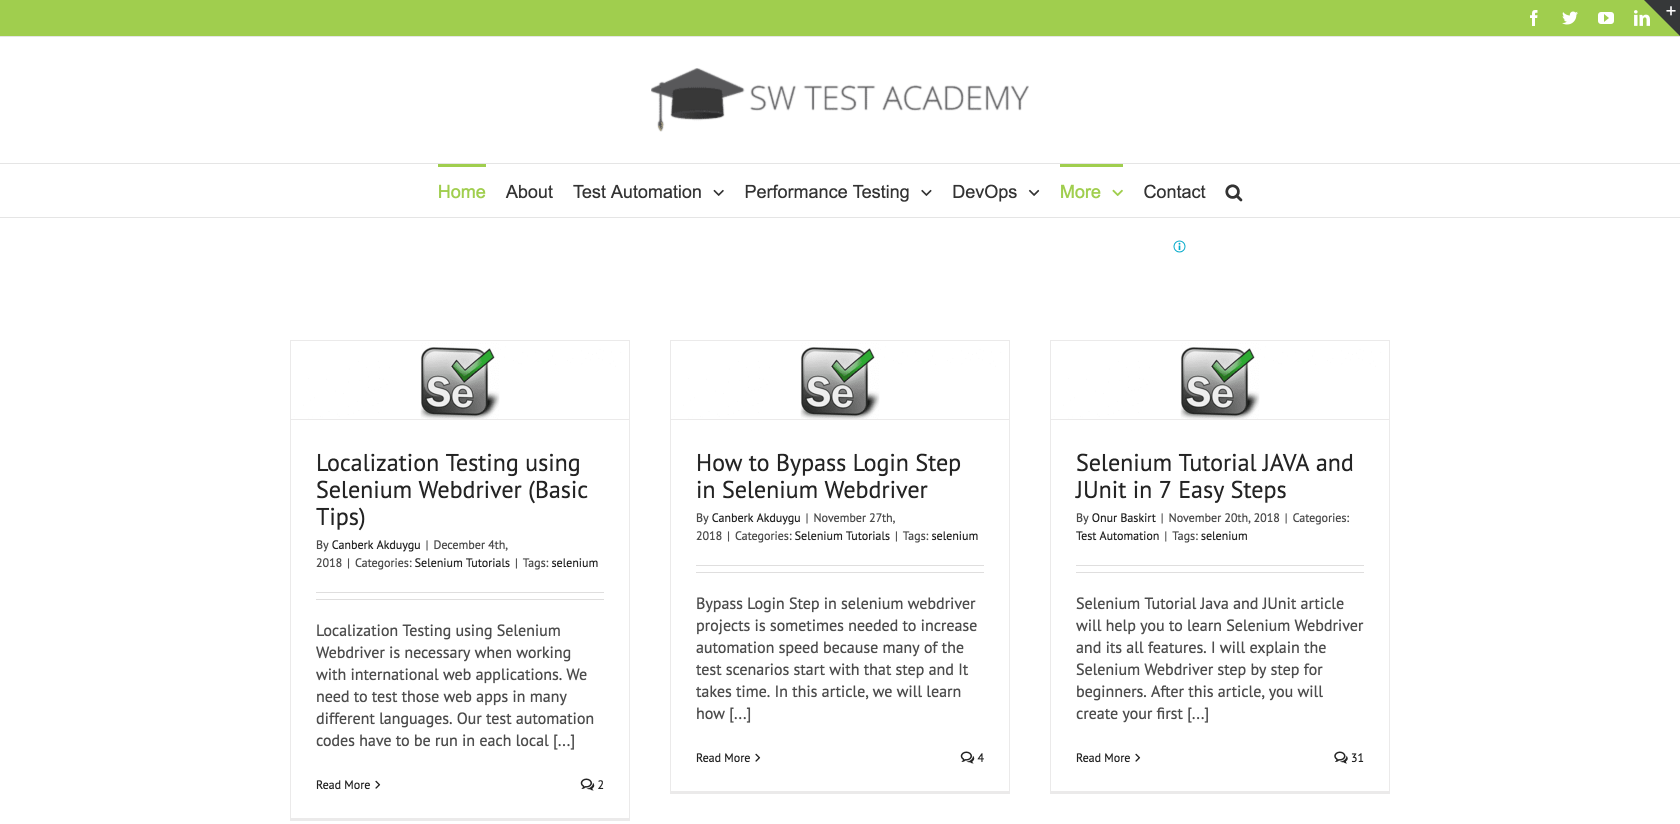 SW TEST ACADEMY
Home About Test Automation Performance Testing DevOps More Contact
Se
Localization Testing using
Selenium Webdriver (Basic
Tips)
By Canberk Akduygu | December 4th,
2018 | Categories: Selenium Tutorials | Tags: selenium
Localization Testing using Selenium
Webdriver is necessary when working
with international web applications. We
need to test those web apps in many
different languages. Our test automation
codes have to be run in each local [...]
Read More > 2
Se
How to Bypass Login Step
in Selenium Webdriver
By Canberk Akduygu | November 27th,
2018 | Categories: Selenium Tutorials | Tags: selenium
Bypass Login Step in selenium webdriver
projects is sometimes needed to increase
automation speed because many of the
test scenarios start with that step and It
takes time. In this article, we will learn
how [...]
Read More > 4
Se
Selenium Tutorial JAVA and
JUnit in 7 Easy Steps
By Onur Baskirt | November 20th, 2018 | Categories:
Test Automation | Tags: selenium
Selenium Tutorial Java and JUnit article
will help you to learn Selenium Webdriver
and its all features. I will explain the
Selenium Webdriver step by step for
beginners. After this article, you will
create your first [...]
Read More > 31